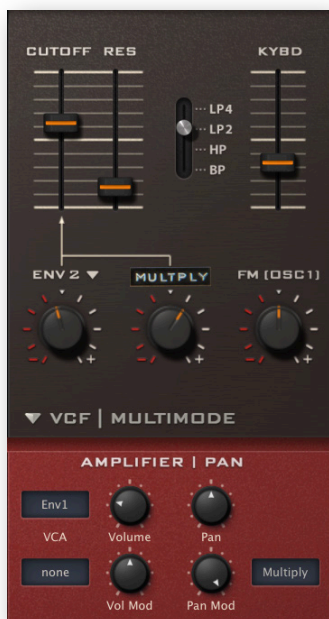 CUTOFF RES KYBD
LP4
LP2
HP
BP
ENV 2 MULTPLY FM (OSC1)
- + - + - +
VCF | MULTIMODE
AMPLIFIER | PAN
Env1
VCA Volume Pan
none Multiply
Vol Mod Pan Mod